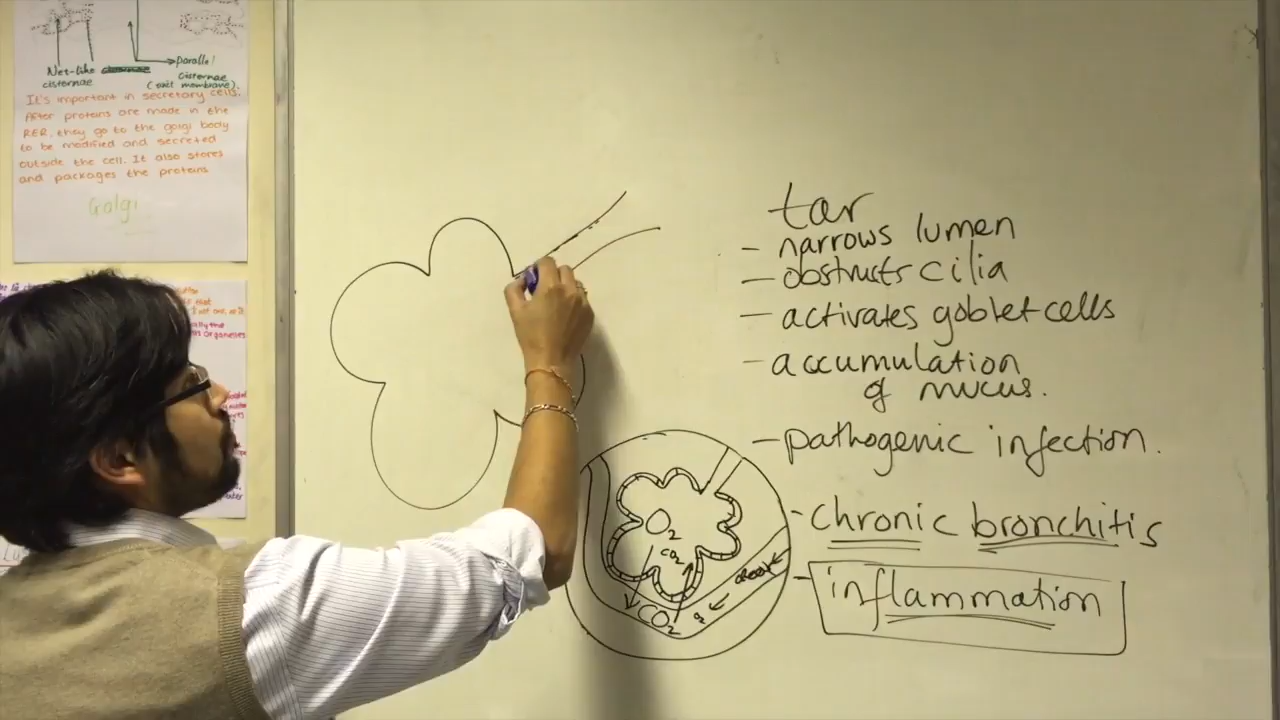 Net-like
cisternae
parallel
cisternae
(exit membrane).
It's important in secretory cells.
After proteins are made in the
RER, they go to the golgi body
to be modified and secreted
outside the cell. It also stores
and packages the proteins
Golgi
tar
- narrows lumen
- obstructs cilia
- activates goblet cells
- accumulation
of mucus.
- pathogenic infection.
- chronic bronchitis
- inflammation
O2
CO2
CO2